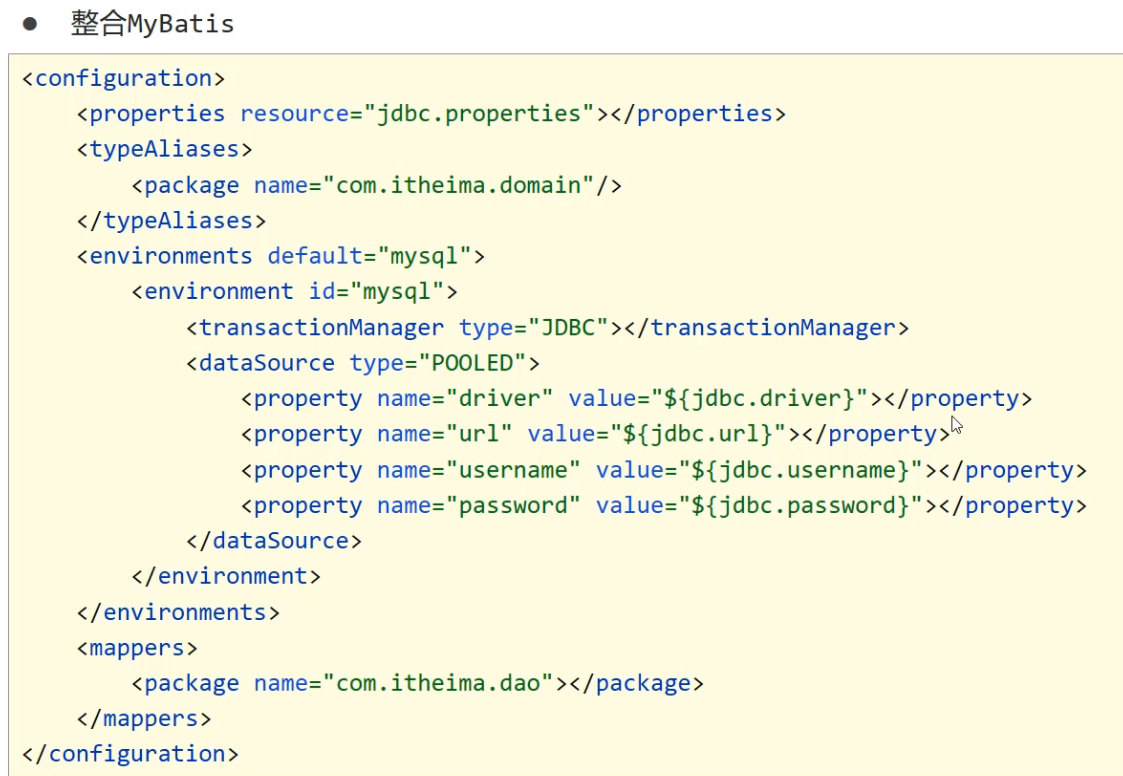 ● 整合MyBatis
<configuration>
    <properties resource="jdbc.properties"></properties>
    <typeAliases>
        <package name="com.itheima.domain"/>
    </typeAliases>
    <environments default="mysql">
        <environment id="mysql">
            <transactionManager type="JDBC"></transactionManager>
            <dataSource type="POOLED">
                <property name="driver" value="${jdbc.driver}"></property>
                <property name="url" value="${jdbc.url}"></property>
                <property name="username" value="${jdbc.username}"></property>
                <property name="password" value="${jdbc.password}"></property>
            </dataSource>
        </environment>
    </environments>
    <mappers>
        <package name="com.itheima.dao"></package>
    </mappers>
</configuration>